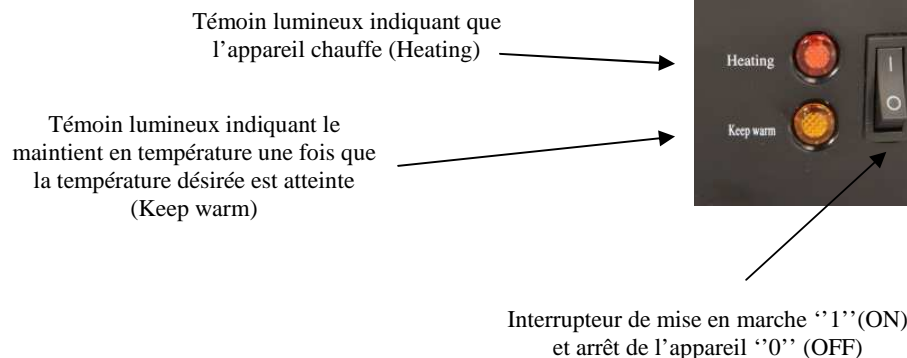 Témoin lumineux indiquant que
l’appareil chauffe (Heating)
Heating
Témoin lumineux indiquant le
maintient en température une fois que
la température désirée est atteinte
(Keep warm)
Keep warm
I
O
Interrupteur de mise en marche ‘’1’’(ON)
et arrêt de l’appareil ‘’0’’ (OFF)